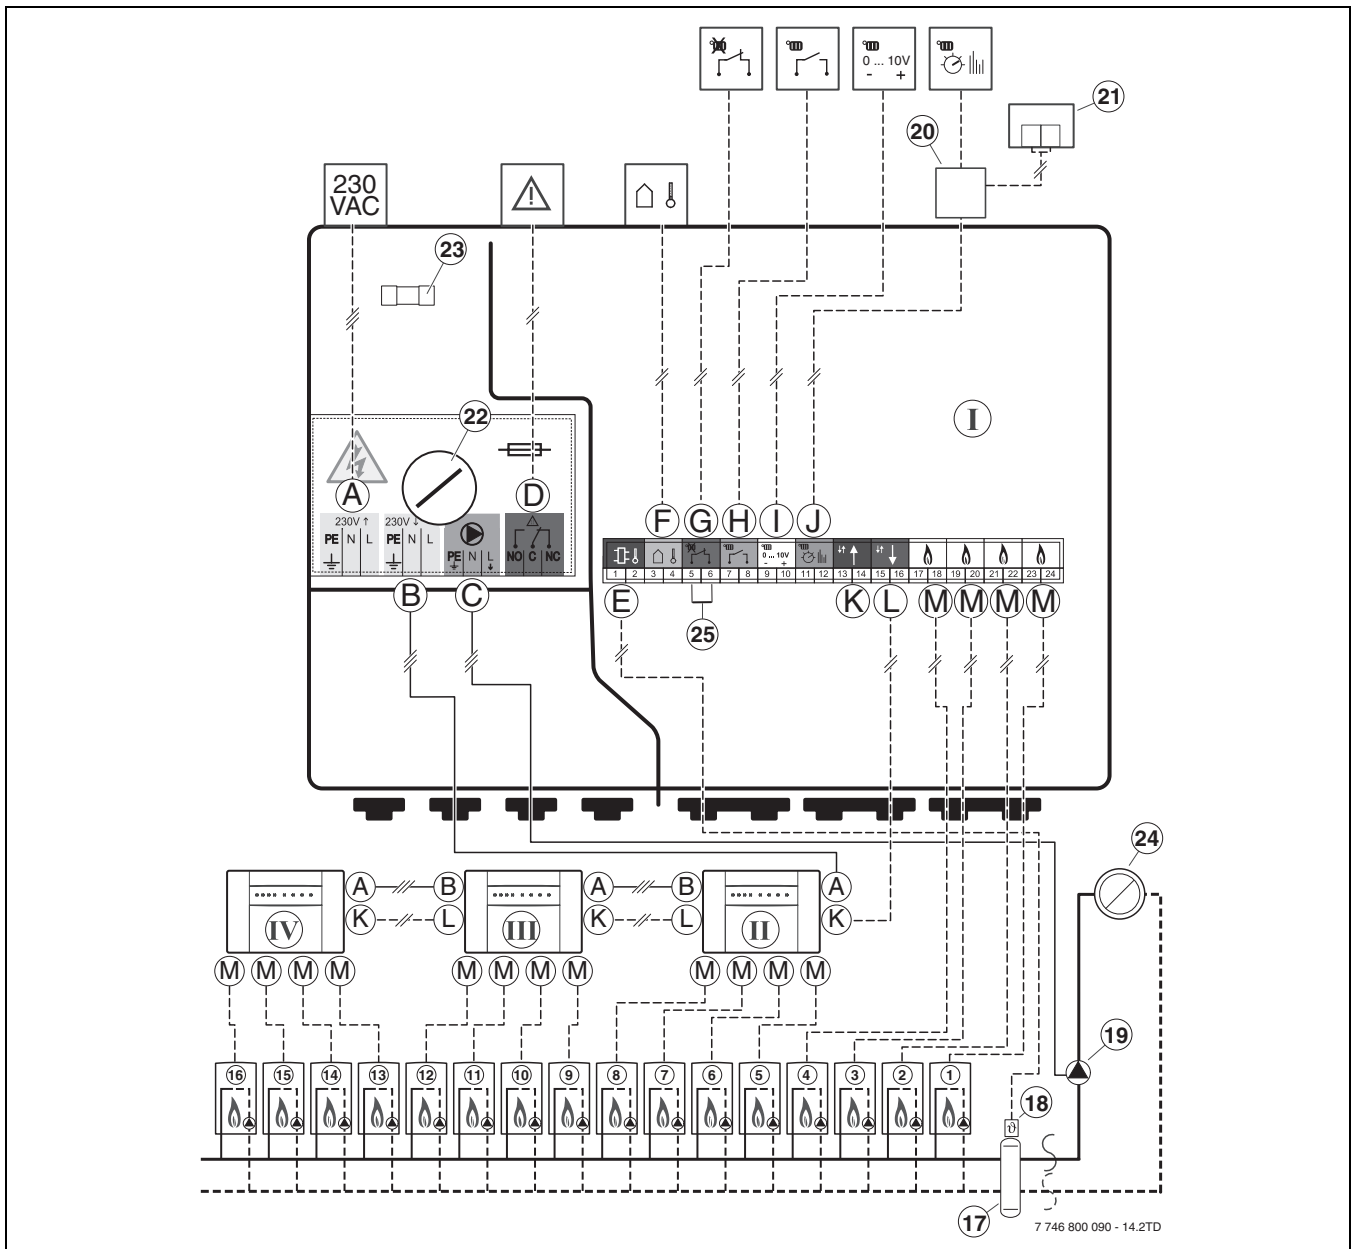 0 ... 10V
- +
21
20
230
VAC
23
I
22
A
D
F
G
H
I
J
230V ↑
230V ↓
PE N L
PE N L
PE N L
NO C NC
0 ... 10V
- +
1 2 3 4 5 6 7 8 9 10 11 12 13 14 15 16 17 18 19 20 21 22 23 24
B
C
E
25
K
L
M
M
M
M
24
A
B
A
B
A
IV
III
II
K
L
K
L
K
M M M M
M M M M
M M M M
19
16 15 14 13 12 11 10 9 8 7 6 5 4 3 2 1
18
ϑ
17
7 746 800 090 - 14.2TD